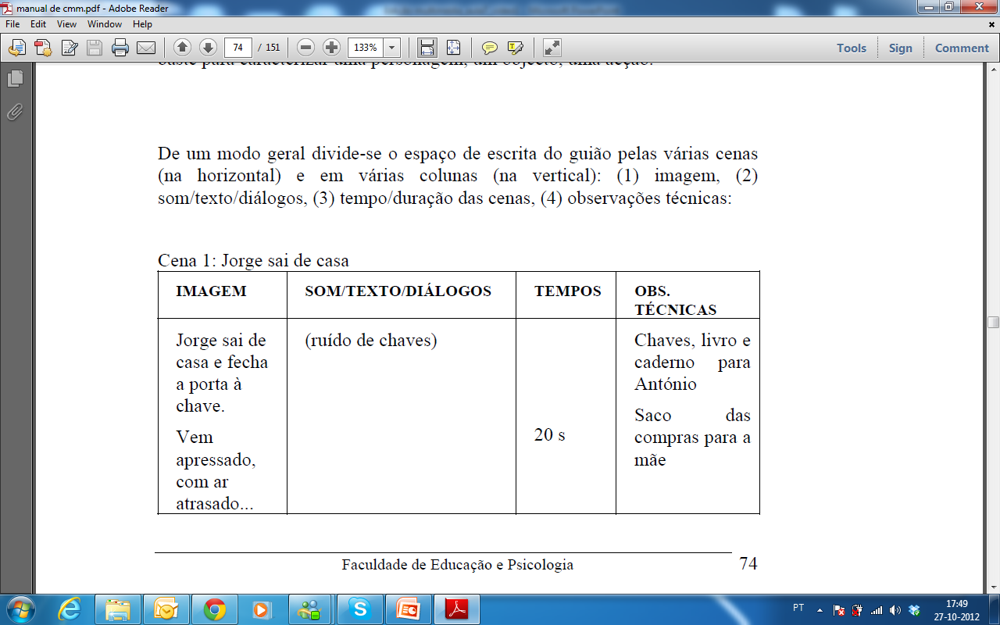 manual de cmm.pdf - Adobe Reader
File Edit View Window Help
74 / 151 133% Tools Sign Comment
baste para caracterizar uma personagem, um objecto, uma acção.
De um modo geral divide-se o espaço de escrita do guião pelas várias cenas
(na horizontal) e em várias colunas (na vertical): (1) imagem, (2)
som/texto/diálogos, (3) tempo/duração das cenas, (4) observações técnicas:
Cena 1: Jorge sai de casa
IMAGEM
SOM/TEXTO/DIÁLOGOS
TEMPOS
OBS.
TÉCNICAS
Jorge sai de
casa e fecha
a porta à
chave.
Vem
apressado,
com ar
atrasado...
(ruído de chaves)
20 s
Chaves, livro e
caderno para
António
Saco das
compras para a
mãe
Faculdade de Educação e Psicologia 74
PT
17:49
27-10-2012